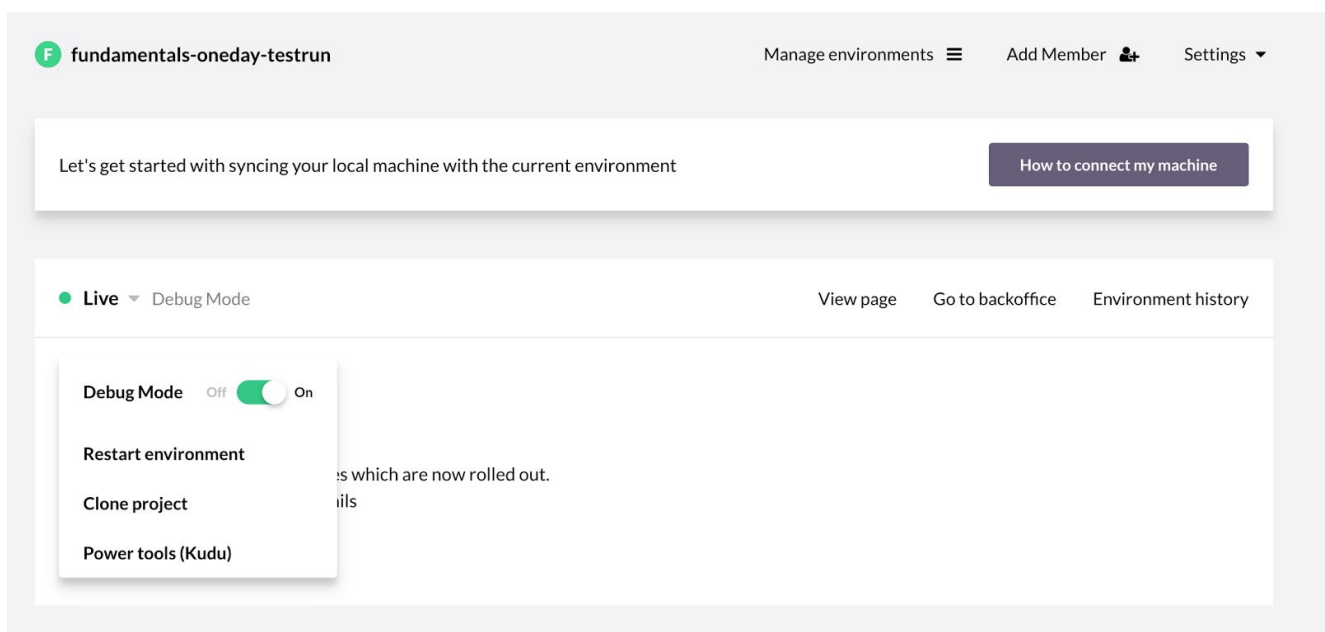 F fundamentals-oneday-testrun Manage environments Add Member Settings
Let's get started with syncing your local machine with the current environment How to connect my machine
Live Debug Mode View page Go to backoffice Environment history
Debug Mode Off On
Restart environment
which are now rolled out.
Clone project
Power tools (Kudu)